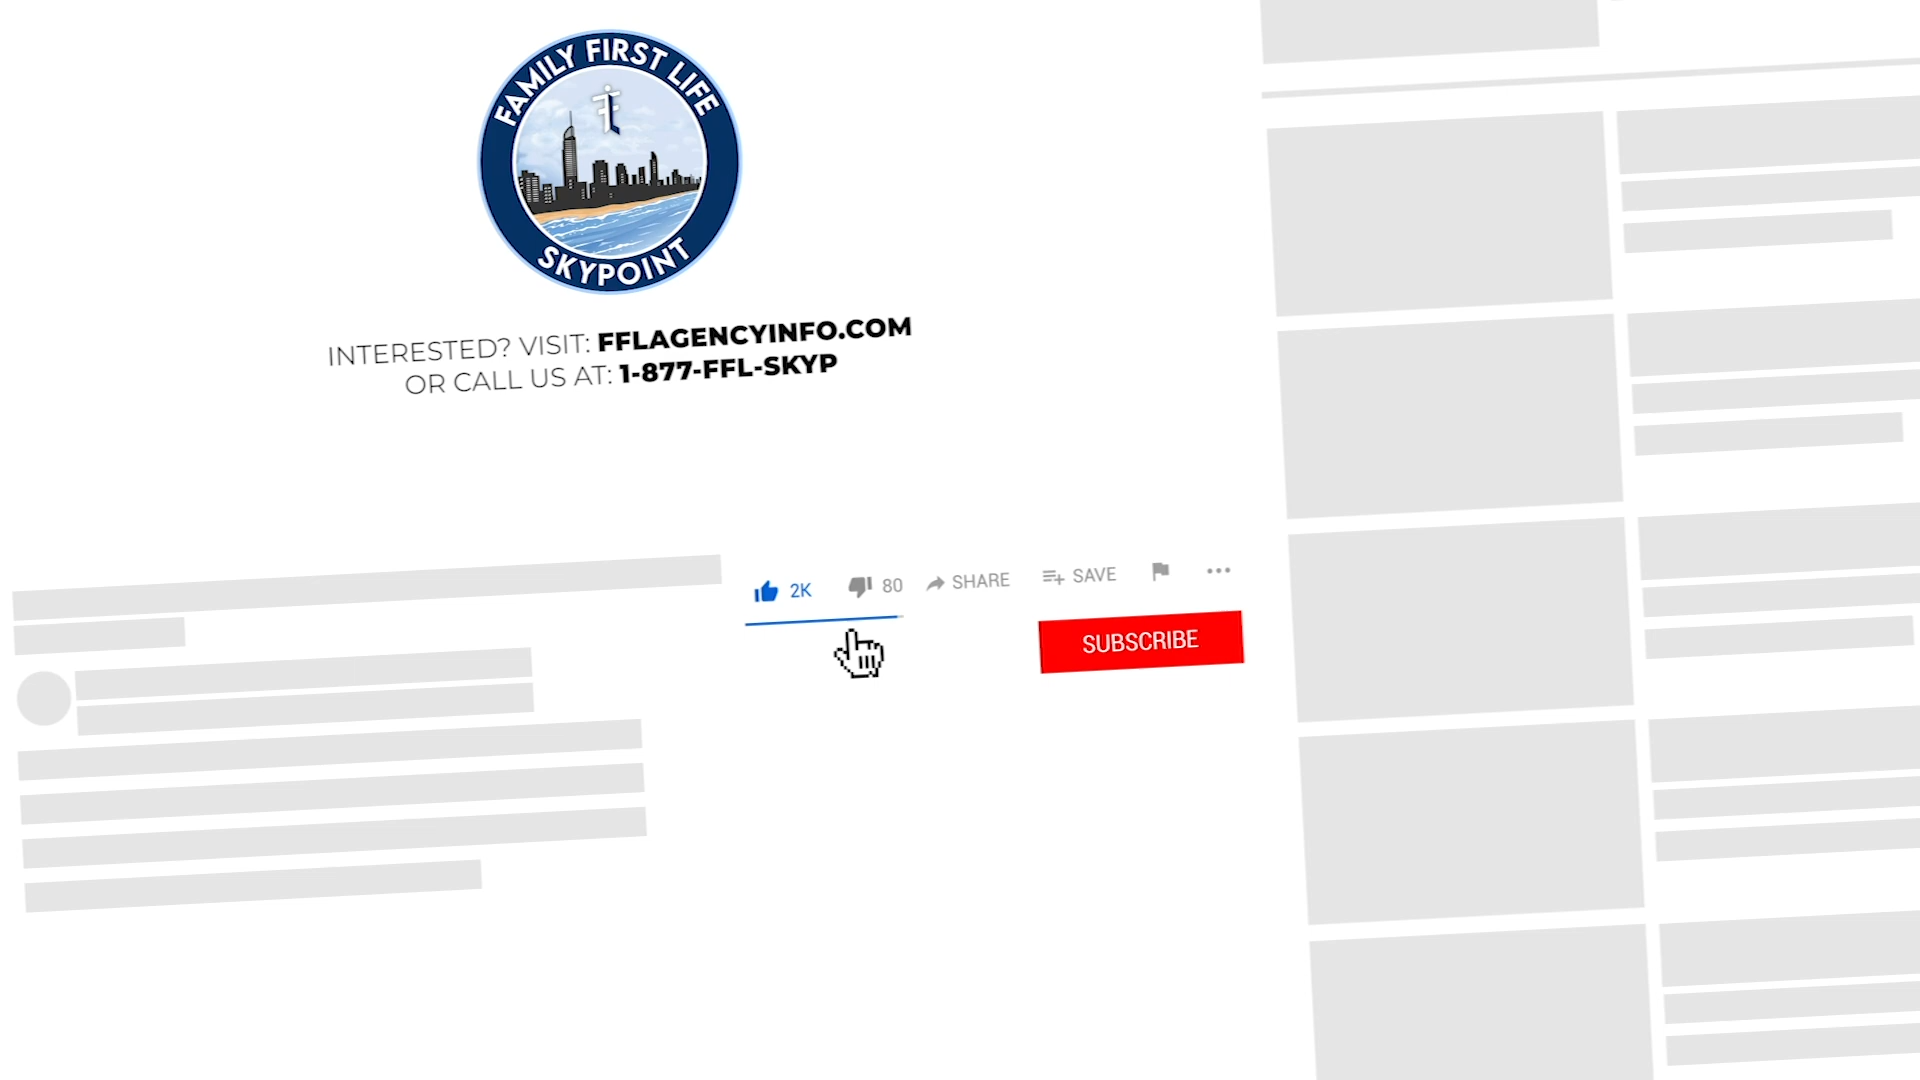 FAMILY FIRST LIFE
SKYPOINT
INTERESTED? VISIT: FFLAGENCYINFO.COM
OR CALL US AT: 1-877-FFL-SKYP
2K 80 SHARE SAVE
SUBSCRIBE